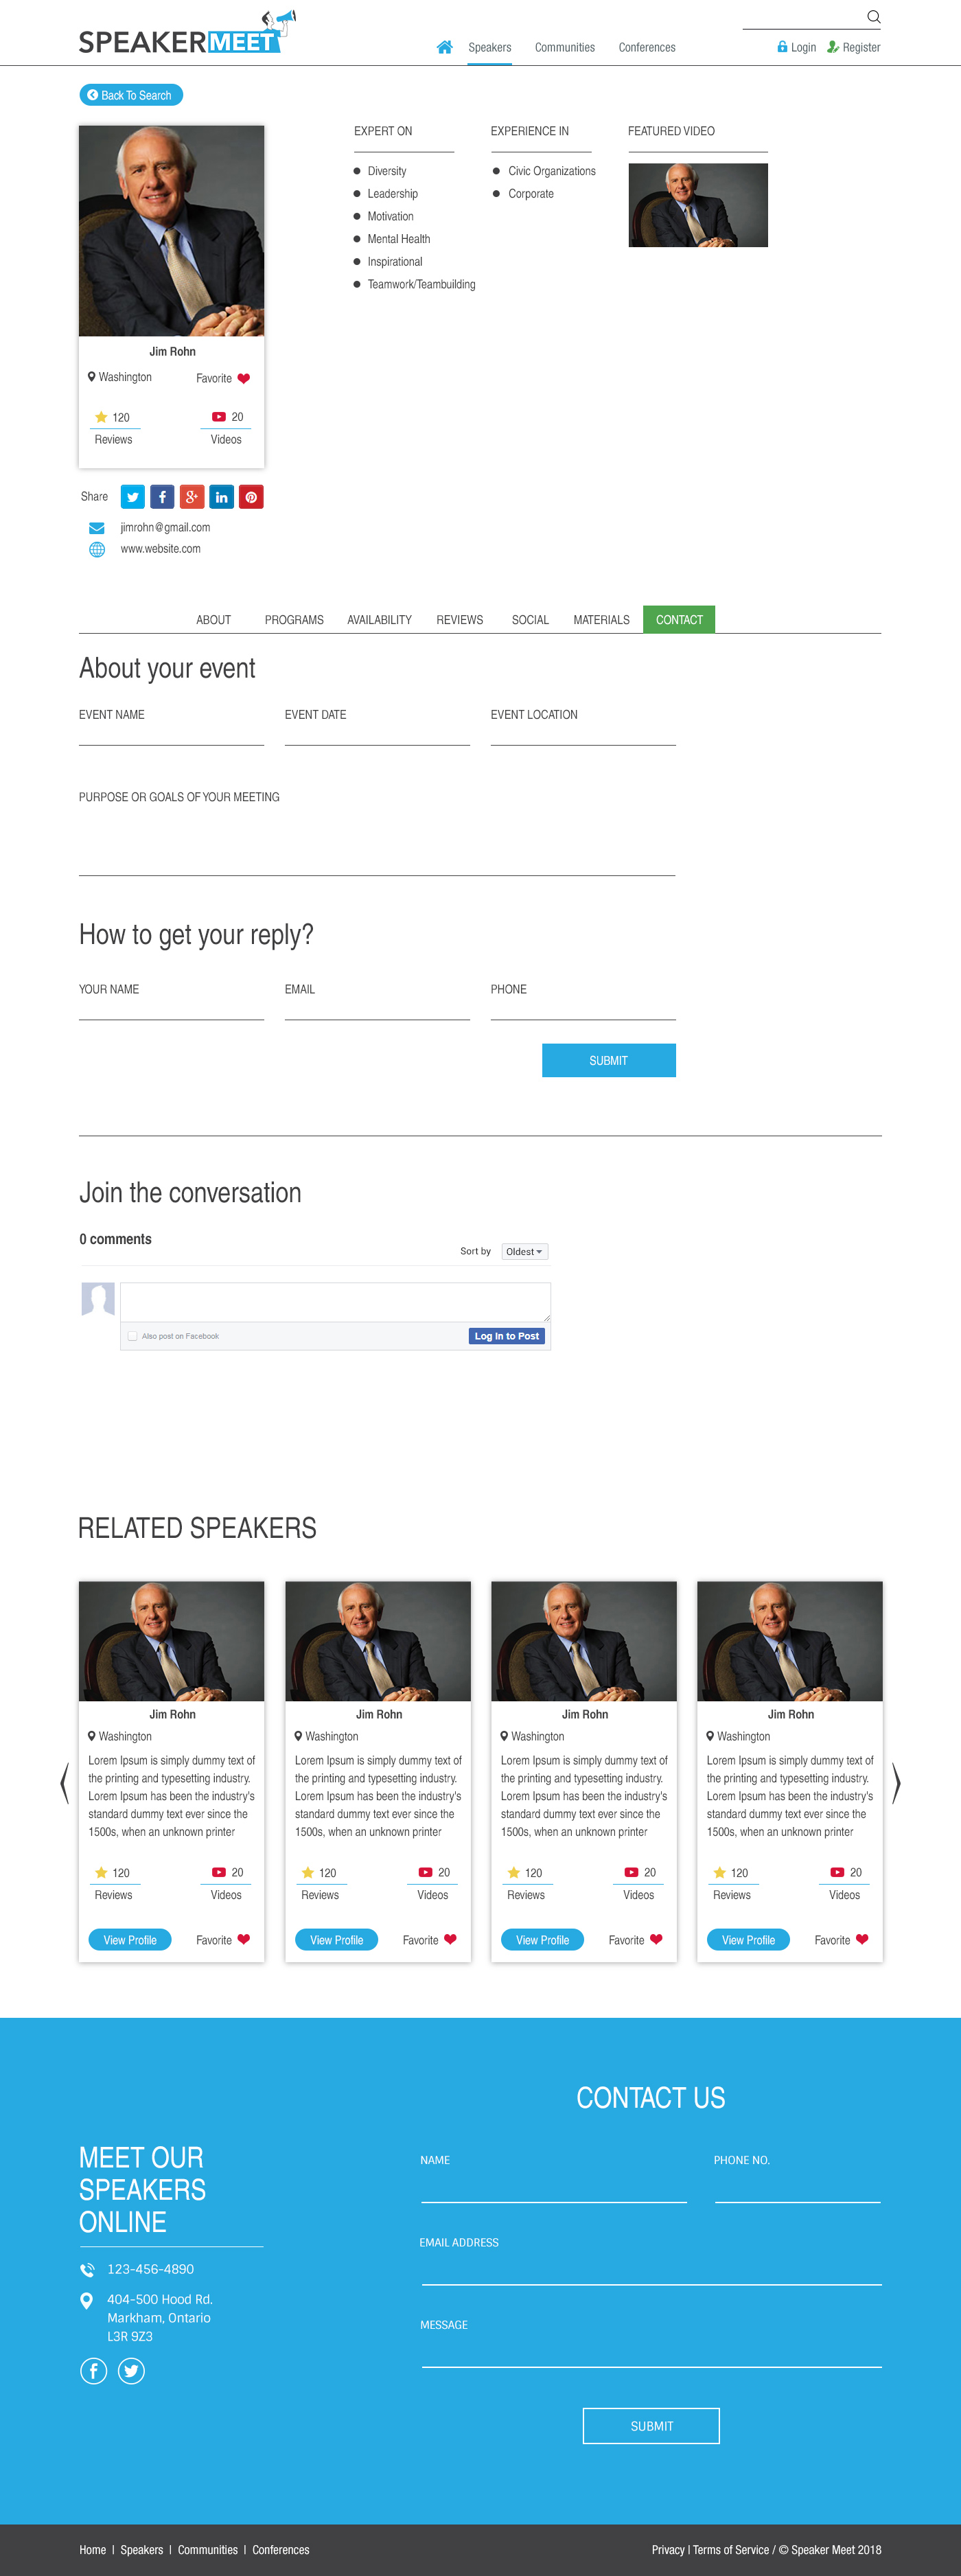 SPEAKERMEET
Speakers Communities Conferences Login Register
Back To Search
EXPERT ON
Diversity
Leadership
Motivation
Mental Health
Inspirational
Teamwork/Teambuilding
EXPERIENCE IN
Civic Organizations
Corporate
FEATURED VIDEO
Jim Rohn
Washington Favorite
120 20
Reviews Videos
Share
jimrohn@gmail.com
www.website.com
ABOUT PROGRAMS AVAILABILITY REVIEWS SOCIAL MATERIALS CONTACT
About your event
EVENT NAME EVENT DATE EVENT LOCATION
PURPOSE OR GOALS OF YOUR MEETING
How to get your reply?
YOUR NAME EMAIL PHONE
SUBMIT
Join the conversation
0 comments
Sort by Oldest
Also post on Facebook Log In to Post
RELATED SPEAKERS
Jim Rohn
Washington
Lorem Ipsum is simply dummy text of
the printing and typesetting industry.
Lorem Ipsum has been the industry's
standard dummy text ever since the
1500s, when an unknown printer
120 20
Reviews Videos
View Profile Favorite
Jim Rohn
Washington
Lorem Ipsum is simply dummy text of
the printing and typesetting industry.
Lorem Ipsum has been the industry's
standard dummy text ever since the
1500s, when an unknown printer
120 20
Reviews Videos
View Profile Favorite
Jim Rohn
Washington
Lorem Ipsum is simply dummy text of
the printing and typesetting industry.
Lorem Ipsum has been the industry's
standard dummy text ever since the
1500s, when an unknown printer
120 20
Reviews Videos
View Profile Favorite
Jim Rohn
Washington
Lorem Ipsum is simply dummy text of
the printing and typesetting industry.
Lorem Ipsum has been the industry's
standard dummy text ever since the
1500s, when an unknown printer
120 20
Reviews Videos
View Profile Favorite
MEET OUR
SPEAKERS
ONLINE
123-456-4890
404-500 Hood Rd.
Markham, Ontario
L3R 9Z3
CONTACT US
NAME PHONE NO.
EMAIL ADDRESS
MESSAGE
SUBMIT
Home | Speakers | Communities | Conferences
Privacy | Terms of Service / © Speaker Meet 2018